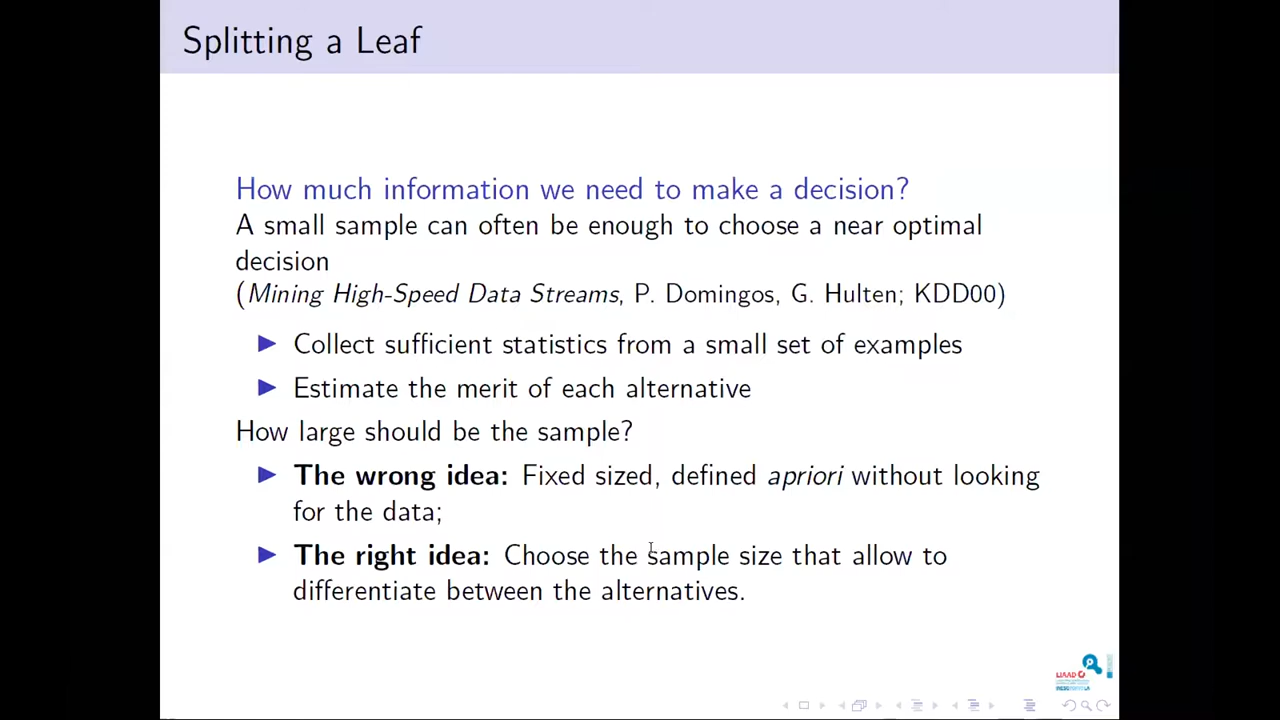 Splitting a Leaf
How much information we need to make a decision?
A small sample can often be enough to choose a near optimal
decision
(Mining High-Speed Data Streams, P. Domingos, G. Hulten; KDD00)
Collect sufficient statistics from a small set of examples
Estimate the merit of each alternative
How large should be the sample?
The wrong idea: Fixed sized, defined apriori without looking
for the data;
The right idea: Choose the sample size that allow to
differentiate between the alternatives.
LIAAD